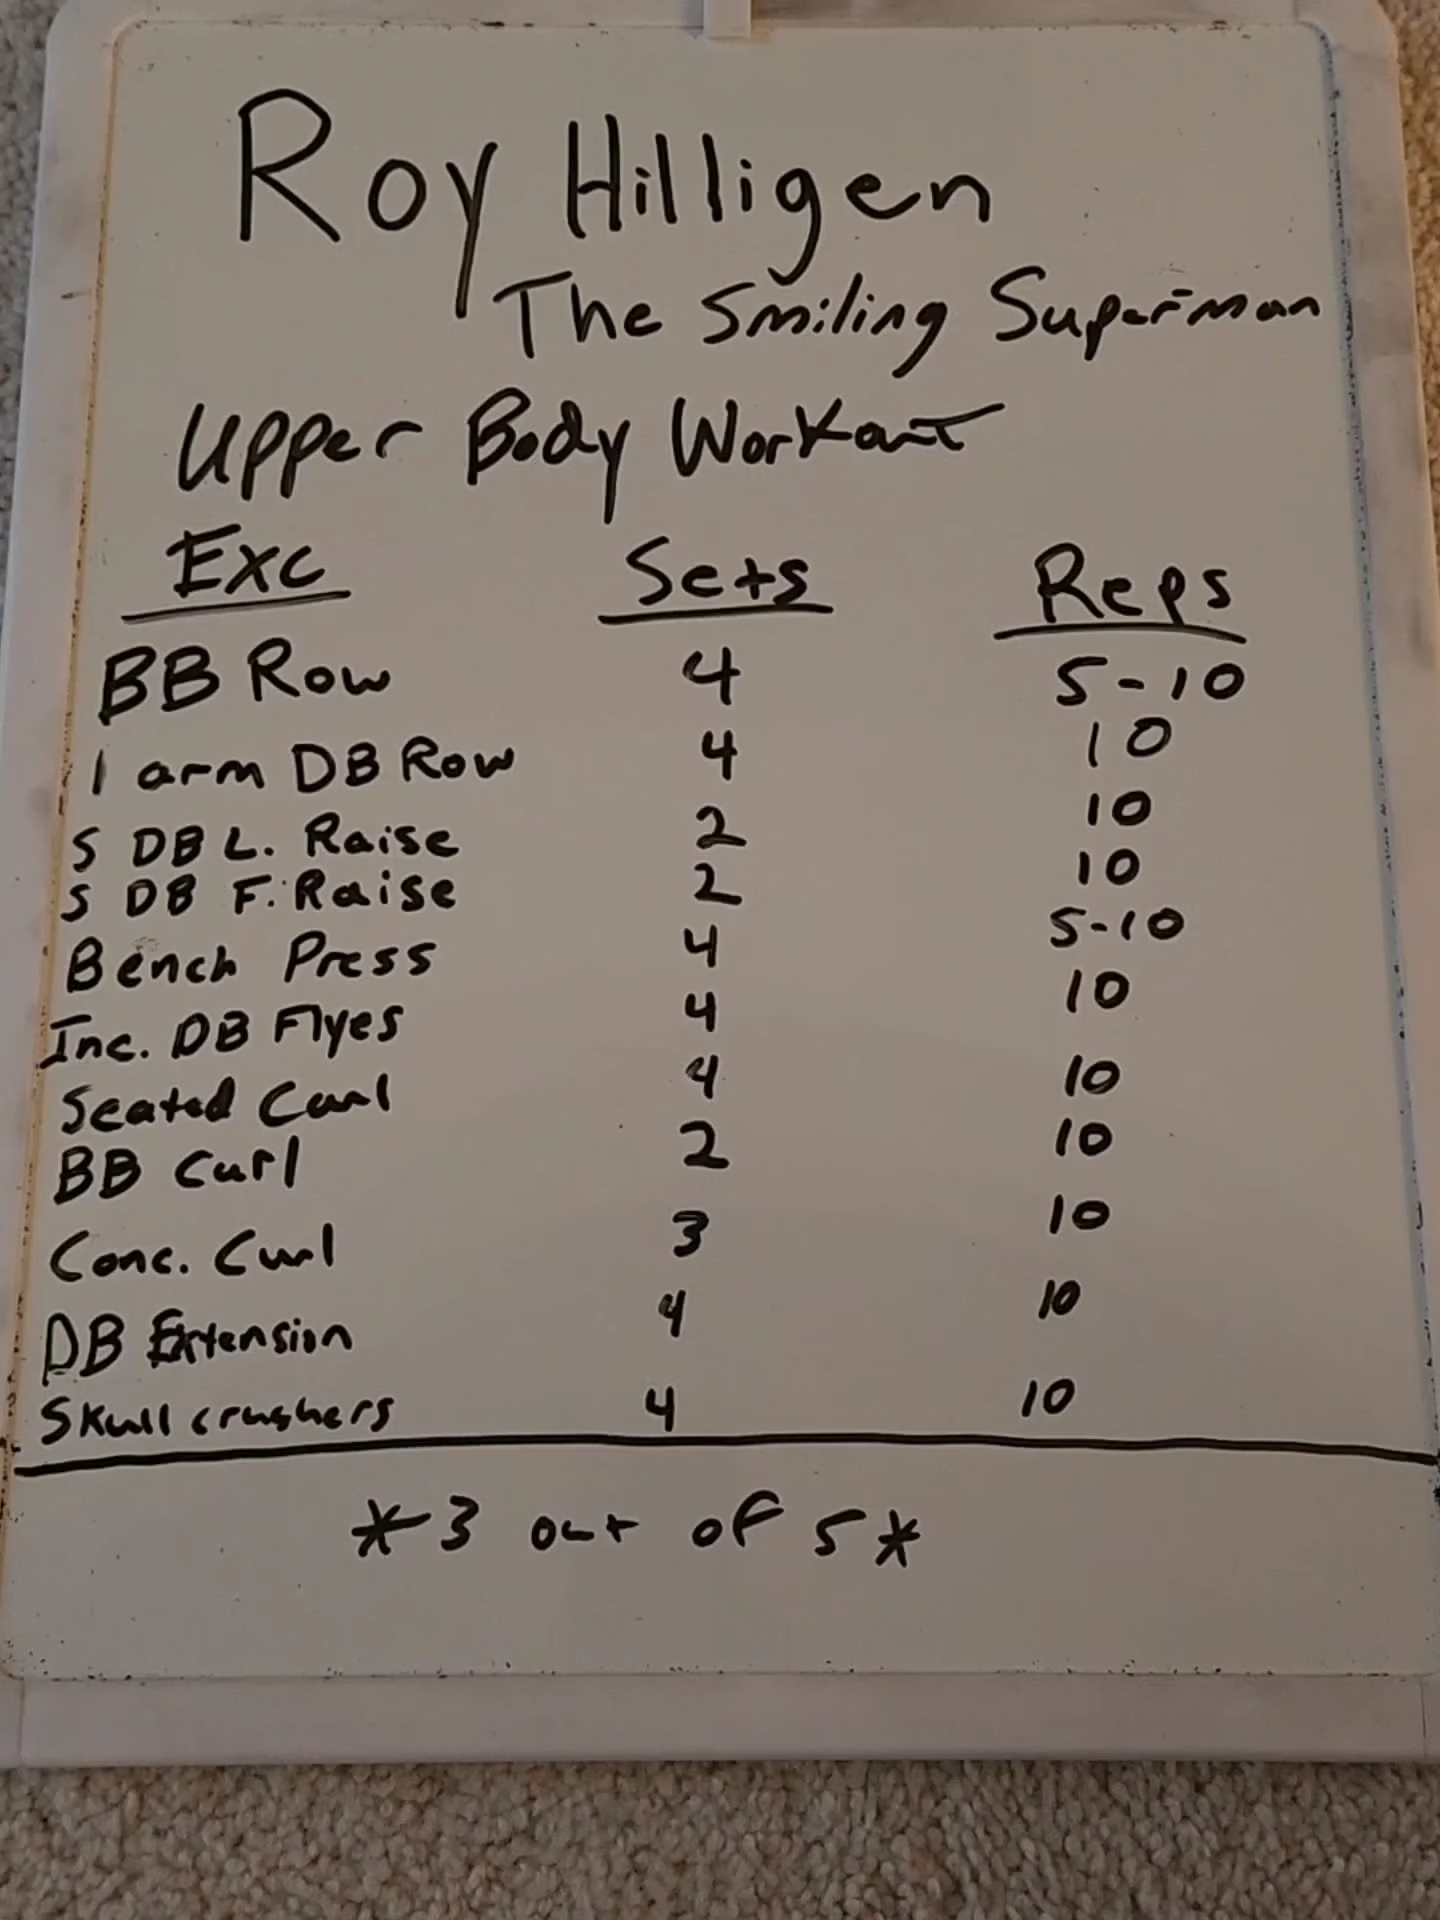 Roy Hilligen
The Smiling Superman
Upper Body Workout
Exc Sets Reps
BB Row 4 5-10
1 arm DB Row 4 10
S DB L. Raise 2 10
S DB F. Raise 2 10
Bench Press 4 5-10
Inc. DB Flyes 4 10
Seated Curl 4 10
BB Curl 2 10
Conc. Curl 3 10
DB Extension 4 10
Skull crushers 4 10
*3 out of 5*